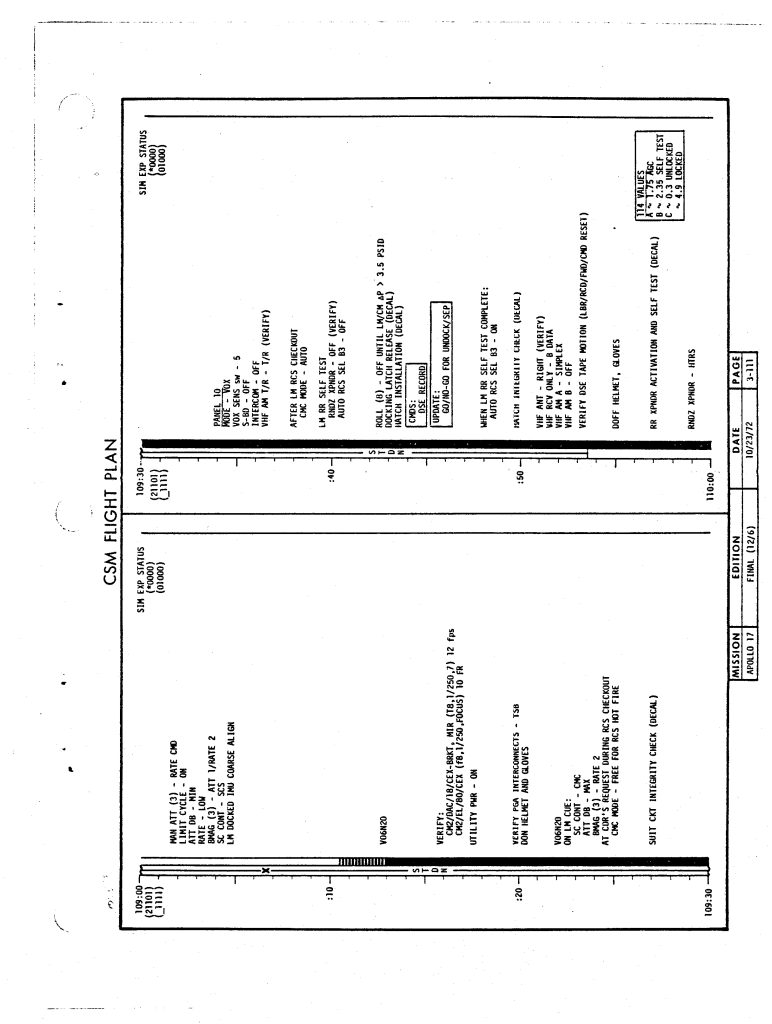 CSM FLIGHT PLAN
109:00
(21101)
(_1111)
SIM EXP STATUS
(*0000)
(01000)
MAN ATT (3) - RATE CMD
LIMIT CYCLE - ON
ATT DB - MIN
RATE - LOW
BMAG (3) - ATT 1/RATE 2
SC CONT - SCS
LM DOCKED IMU COARSE ALIGN
:10
V06N20
VERIFY:
CM2/DAC/18/CEX-BRKT, MIR (T8,1/250,7) 12 fps
CM2/EL/80/CEX (f8,1/250,FOCUS) 10 FR
UTILITY PWR - ON
STDN
:20
VERIFY PGA INTERCONNECTS - TSB
DON HELMET AND GLOVES
V06N20
ON LM CUE:
SC CONT - CMC
ATT DB - MAX
BMAG (3) - RATE 2
AT CDR'S REQUEST DURING RCS CHECKOUT
CMC MODE - FREE FOR RCS HOT FIRE
SUIT CKT INTEGRITY CHECK (DECAL)
109:30
109:30
(21101)
(_1111)
SIM EXP STATUS
(*0000)
(01000)
PANEL 10
MODE - VOX
VOX SENS sw - 5
S-BD - OFF
INTERCOM - OFF
VHF AM T/R - T/R (VERIFY)
AFTER LM RCS CHECKOUT
CMC MODE - AUTO
:40
LM RR SELF TEST
RNDZ XPNDR - OFF (VERIFY)
AUTO RCS SEL B3 - OFF
STDN
ROLL (8) - OFF UNTIL LM/CM ΔP > 3.5 PSID
DOCKING LATCH RELEASE (DECAL)
HATCH INSTALLATION (DECAL)
CMDS:
DSE RECORD
UPDATE:
GO/NO-GO FOR UNDOCK/SEP
WHEN LM RR SELF TEST COMPLETE:
AUTO RCS SEL B3 - ON
:50
HATCH INTEGRITY CHECK (DECAL)
VHF ANT - RIGHT (VERIFY)
VHF RCV ONLY - B DATA
VHF AM A - SIMPLEX
VHF AM B - OFF
VERIFY DSE TAPE MOTION (LBR/RCD/FWD/CMD RESET)
DOFF HELMET, GLOVES
RR XPNDR ACTIVATION AND SELF TEST (DECAL)
114 VALUES
A ~ 1.75 AGC
B ~ 2.35 SELF TEST
C ~ 0.3 UNLOCKED
~ 4.9 LOCKED
RNDZ XPNDR - HTRS
110:00
MISSION EDITION DATE PAGE
APOLLO 17 FINAL (12/6) 10/23/72 3-111